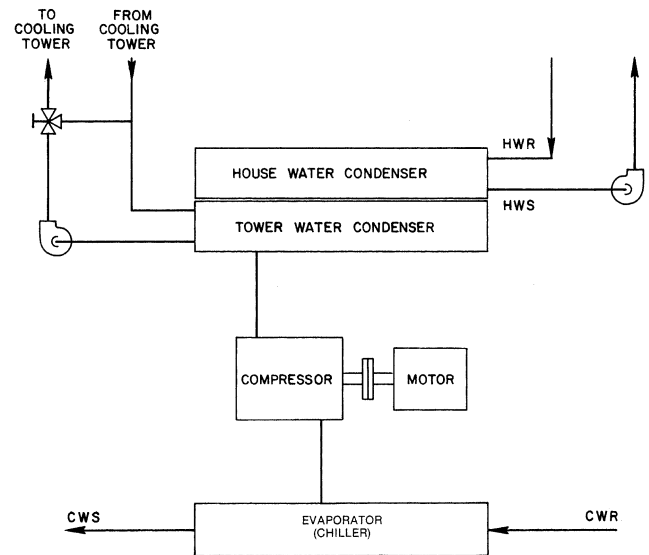 TO
COOLING
TOWER
FROM
COOLING
TOWER
HWR
HOUSE WATER CONDENSER
HWS
TOWER WATER CONDENSER
COMPRESSOR
MOTOR
CWS
EVAPORATOR
(CHILLER)
CWR